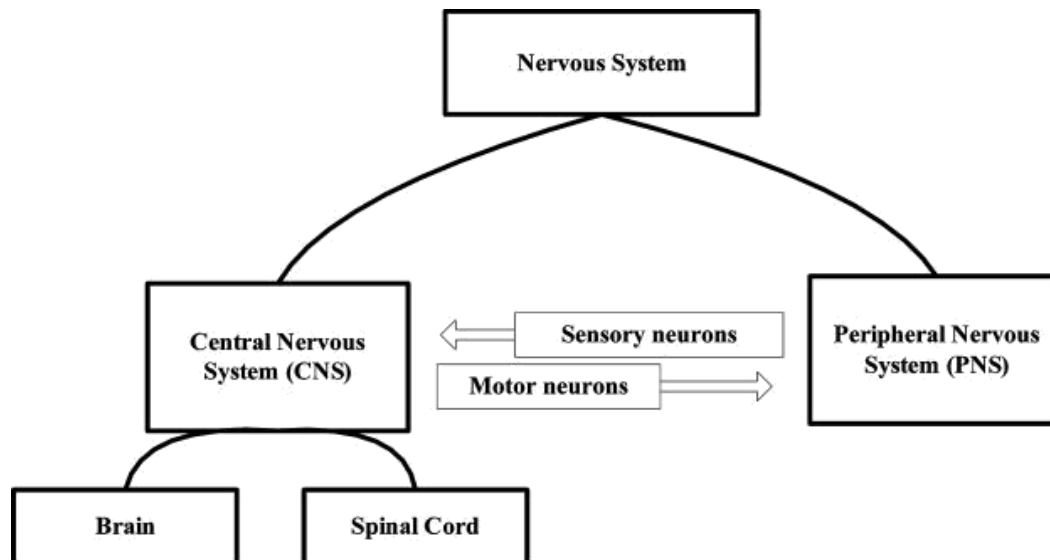 Nervous System
Central Nervous
System (CNS)
Sensory neurons
Motor neurons
Peripheral Nervous
System (PNS)
Brain
Spinal Cord